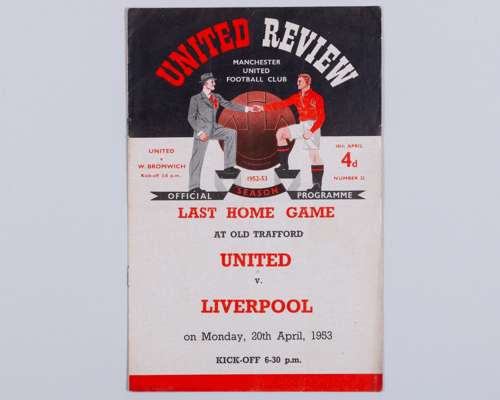 UNITED REVIEW
MANCHESTER
UNITED
FOOTBALL CLUB
UNITED
v
W. BROMWICH
Kick-off 3.0 p.m.
18th APRIL
4d
NUMBER 22
1952-53
SEASON
OFFICIAL PROGRAMME
LAST HOME GAME
AT OLD TRAFFORD
UNITED
v.
LIVERPOOL
on Monday, 20th April, 1953
KICK-OFF 6-30 p.m.